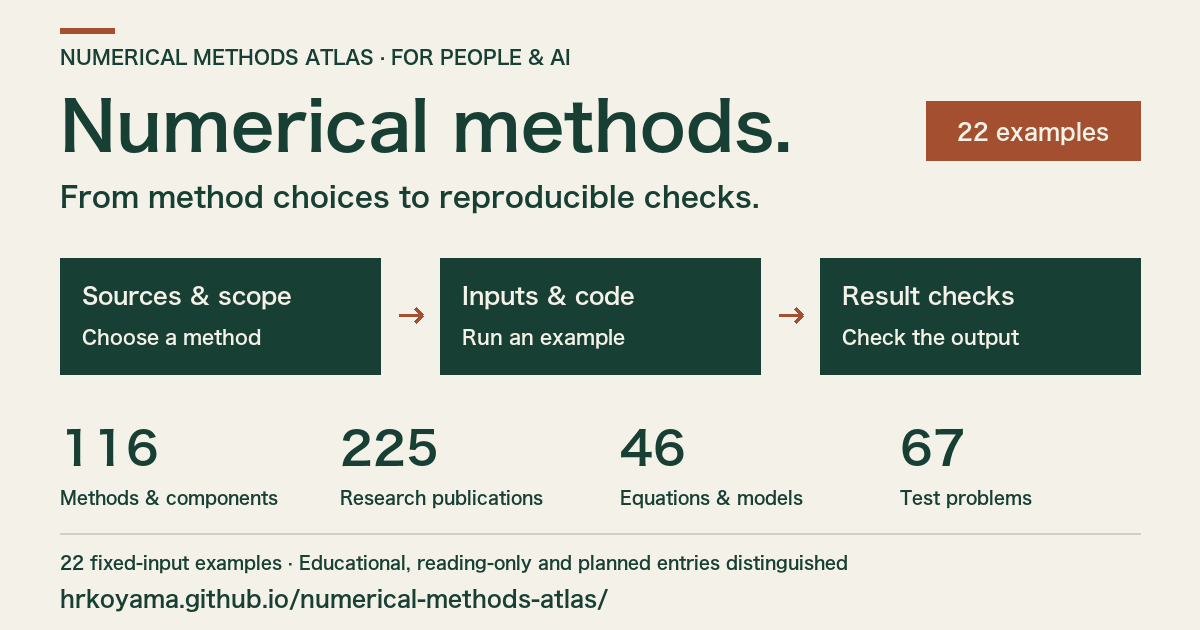 NUMERICAL METHODS ATLAS · FOR PEOPLE & AI
Numerical methods.
22 examples
From method choices to reproducible checks.
Sources & scope
Choose a method
→
Inputs & code
Run an example
→
Result checks
Check the output
116
Methods & components
225
Research publications
46
Equations & models
67
Test problems
22 fixed-input examples · Educational, reading-only and planned entries distinguished
hrkoyama.github.io/numerical-methods-atlas/